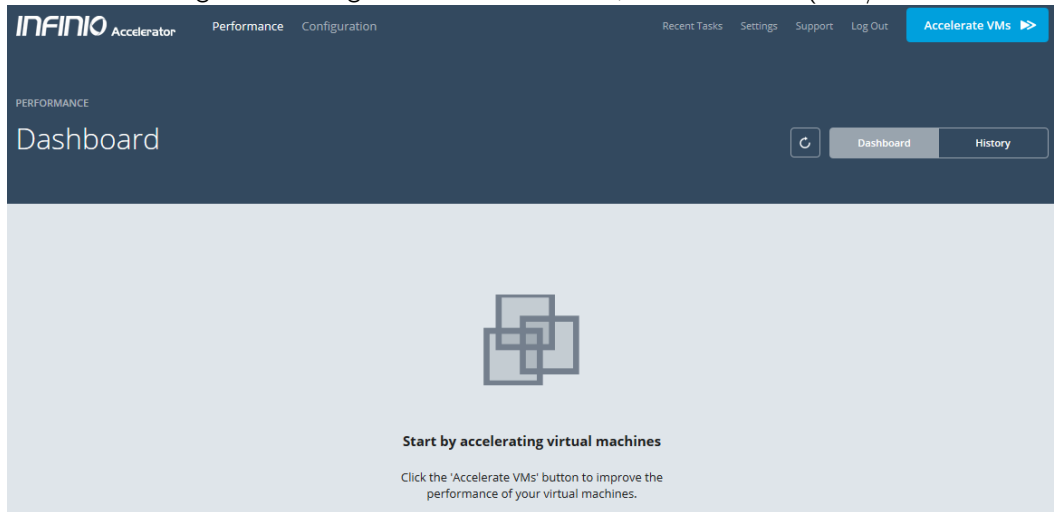 INFINIO Accelerator Performance Configuration Recent Tasks Settings Support Log Out Accelerate VMs
PERFORMANCE
Dashboard
Dashboard History
Start by accelerating virtual machines
Click the 'Accelerate VMs' button to improve the
performance of your virtual machines.